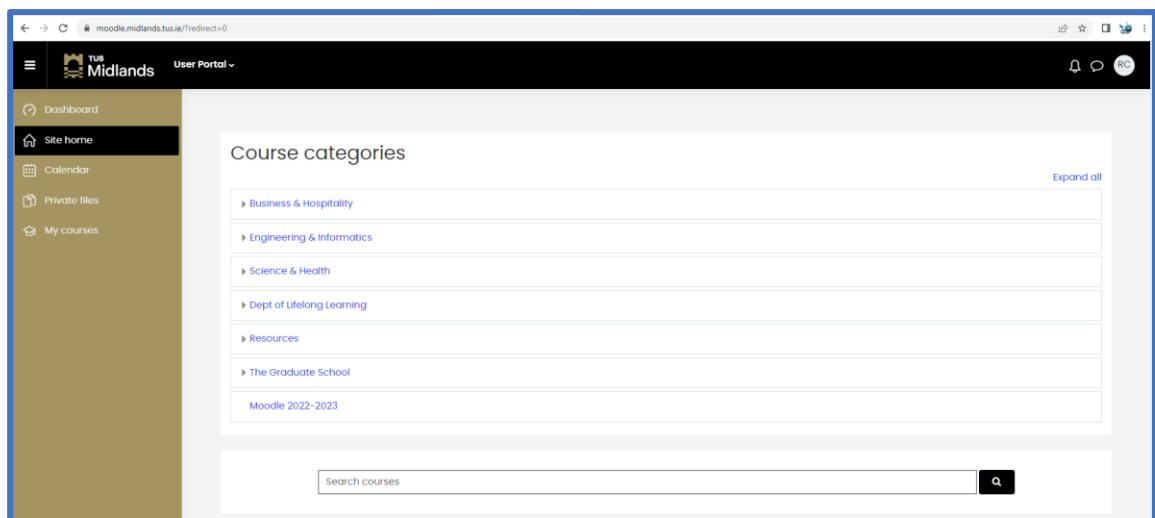 moodle.midlands.tus.ie/?redirect=0
TUS
Midlands
User Portal
RC
Dashboard
Site home
Calendar
Private files
My courses
Course categories
Expand all
Business & Hospitality
Engineering & Informatics
Science & Health
Dept of Lifelong Learning
Resources
The Graduate School
Moodle 2022-2023
Search courses